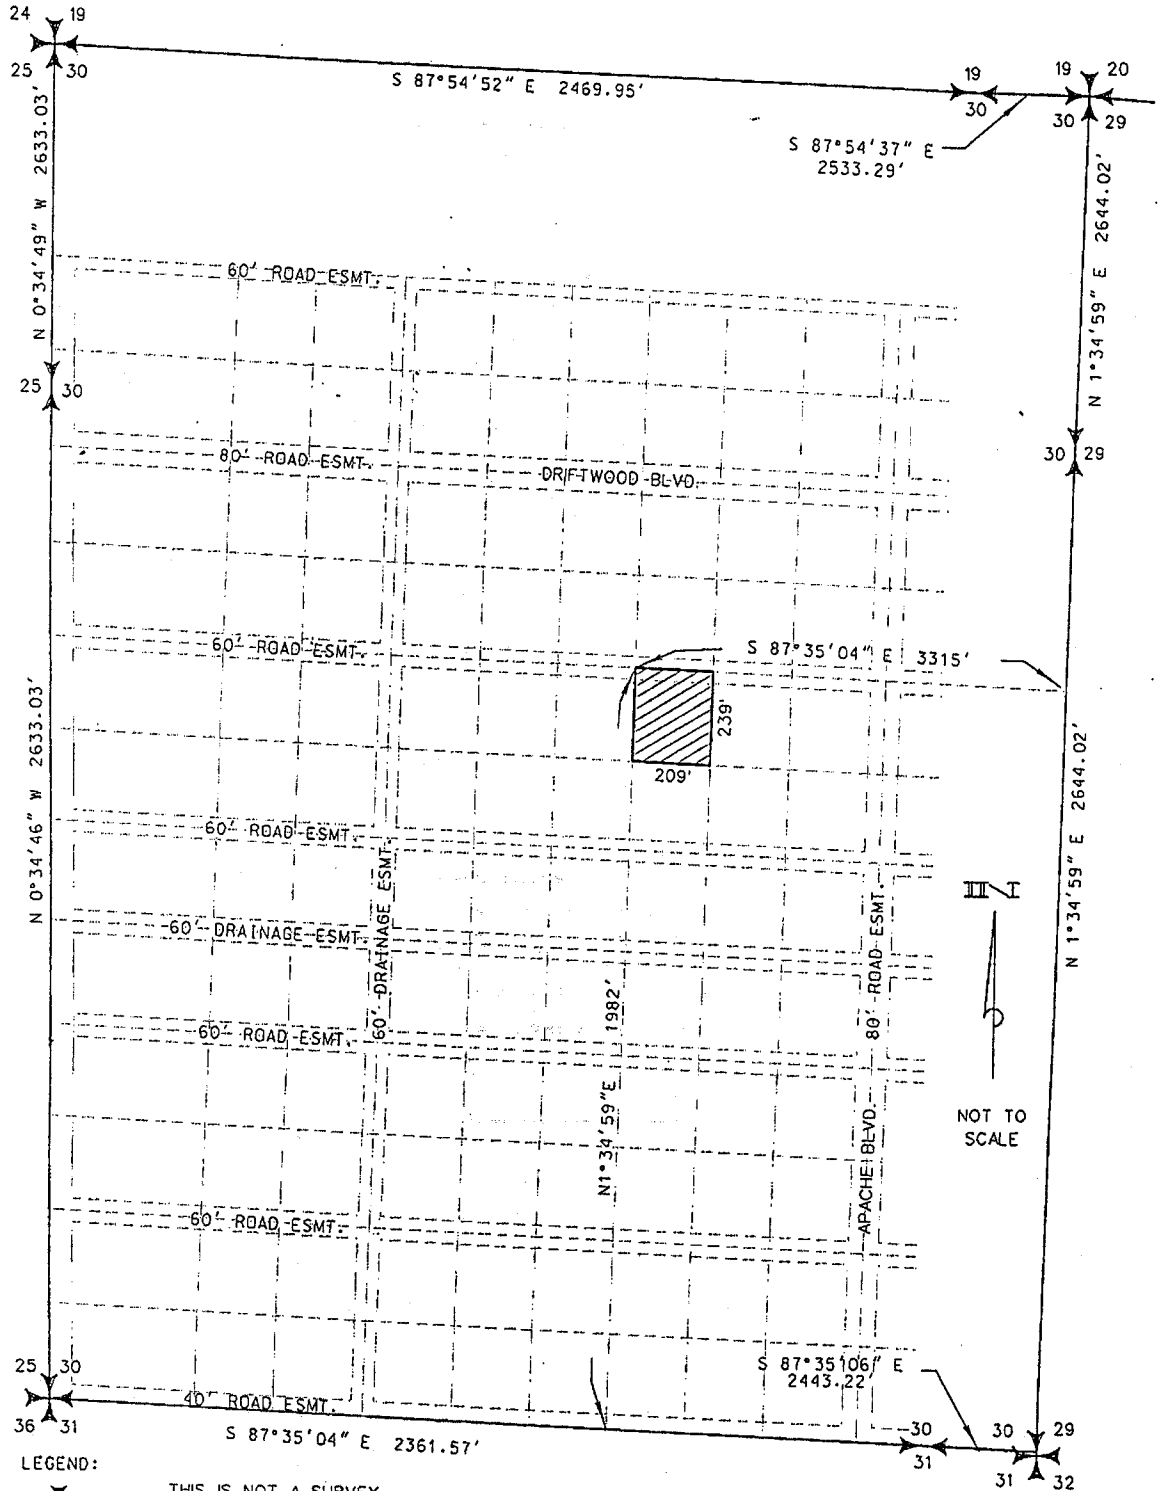 24 19
25 30
S 87°54'52" E 2469.95'
19
30
19 20
30 29
S 87°54'37" E
2533.29'
N 0°34'49" W 2633.03'
N 1°34'59" E 2644.02'
60' ROAD ESMT.
25 30
80' ROAD ESMT.
DRIFTWOOD BLVD.
30 29
60' ROAD ESMT.
S 87°35'04" E 3315'
239'
209'
N 0°34'46" W 2633.03'
N 1°34'59" E 2644.02'
60' ROAD ESMT.
60' DRAINAGE ESMT.
60' DRAINAGE ESMT.
80' ROAD ESMT.
60' ROAD ESMT.
N1°34'59"E 1982'
NOT TO
SCALE
APACHE BLVD.
60' ROAD ESMT.
S 87°35'06" E
2443.22'
25 30
36 31
40' ROAD ESMT.
S 87°35'04" E 2361.57'
30
31
30 29
31 32
LEGEND:
THIS IS NOT A SURVEY